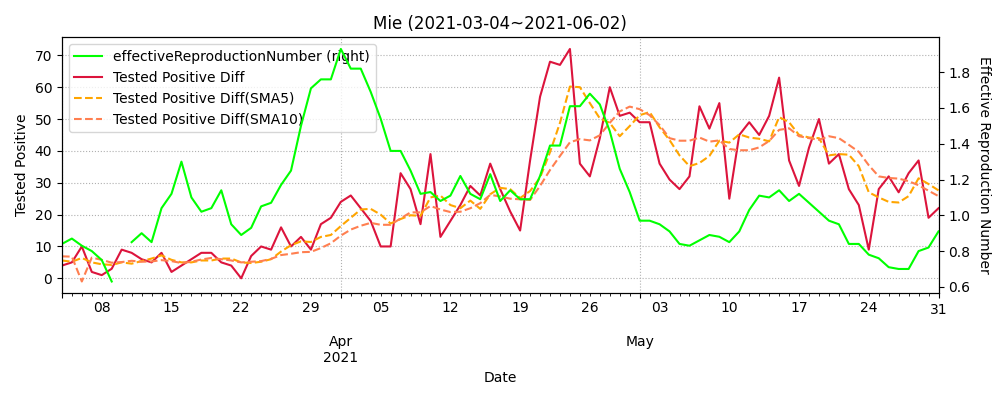 Mie (2021-03-04~2021-06-02)
effectiveReproductionNumber (right)
Tested Positive Diff
Tested Positive Diff(SMA5)
Tested Positive Diff(SMA10)
Tested Positive
70
60
50
40
30
20
10
0
Effective Reproduction Number
1.8
1.6
1.4
1.2
1.0
0.8
0.6
08 15 22 29 05 12 19 26 03 10 17 24 31
Apr May
2021
Date